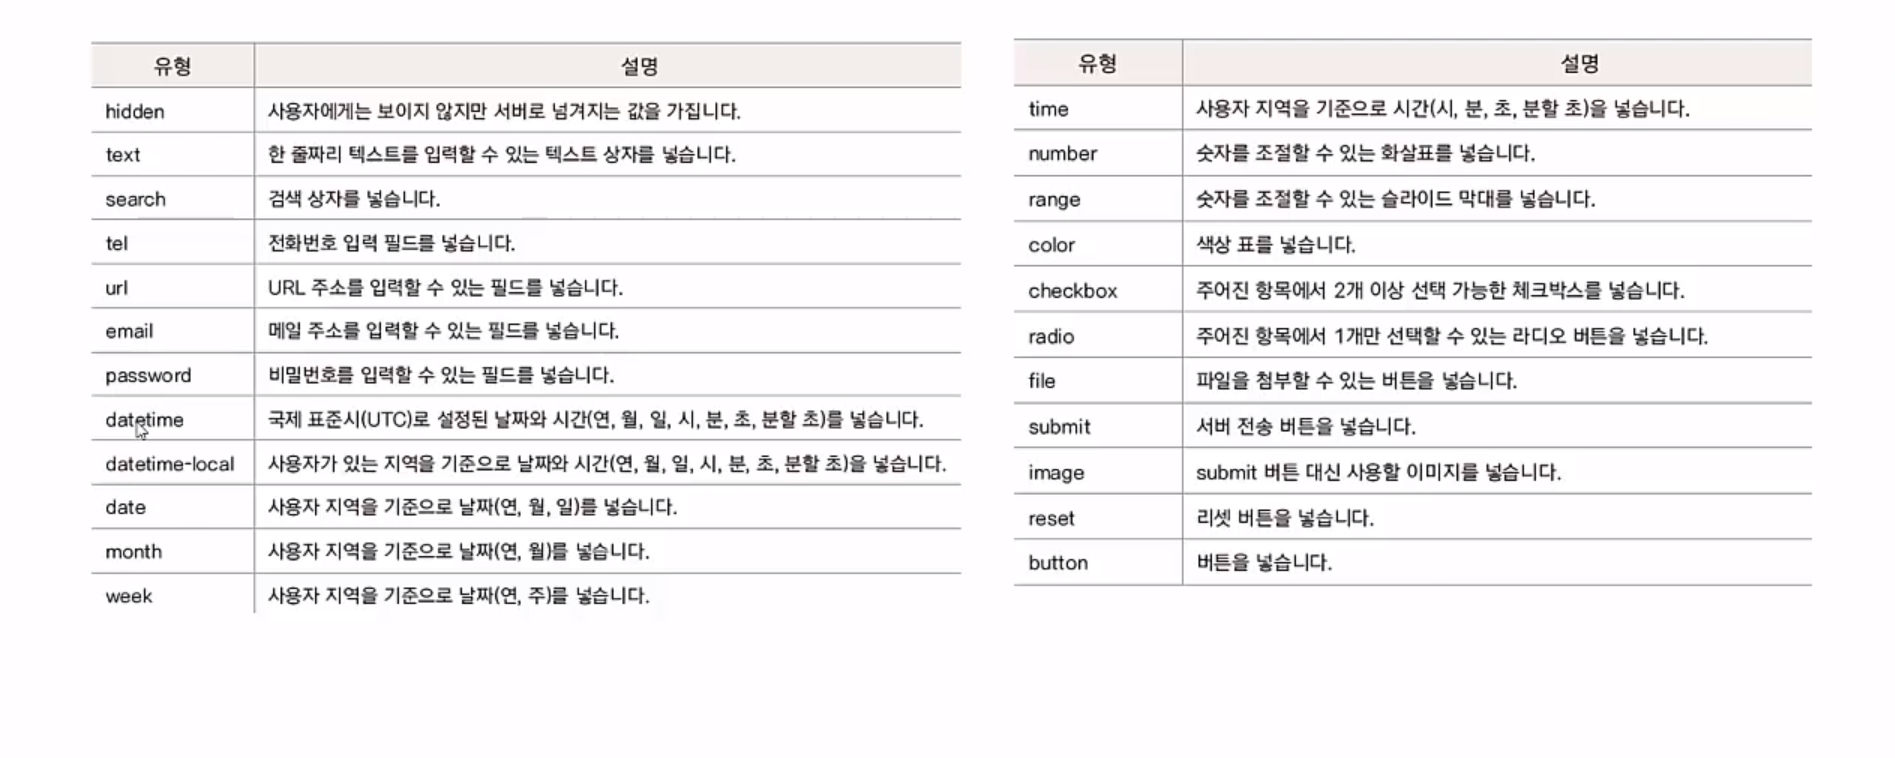 유형 설명
hidden 사용자에게는 보이지 않지만 서버로 넘겨지는 값을 가집니다.
text 한 줄짜리 텍스트를 입력할 수 있는 텍스트 상자를 넣습니다.
search 검색 상자를 넣습니다.
tel 전화번호 입력 필드를 넣습니다.
url URL 주소를 입력할 수 있는 필드를 넣습니다.
email 메일 주소를 입력할 수 있는 필드를 넣습니다.
password 비밀번호를 입력할 수 있는 필드를 넣습니다.
datetime 국제 표준시(UTC)로 설정된 날짜와 시간(연, 월, 일, 시, 분, 초, 분할 초)를 넣습니다.
datetime-local 사용자가 있는 지역을 기준으로 날짜와 시간(연, 월, 일, 시, 분, 초, 분할 초)을 넣습니다.
date 사용자 지역을 기준으로 날짜(연, 월, 일)를 넣습니다.
month 사용자 지역을 기준으로 날짜(연, 월)를 넣습니다.
week 사용자 지역을 기준으로 날짜(연, 주)를 넣습니다.
유형 설명
time 사용자 지역을 기준으로 시간(시, 분, 초, 분할 초)을 넣습니다.
number 숫자를 조절할 수 있는 화살표를 넣습니다.
range 숫자를 조절할 수 있는 슬라이드 막대를 넣습니다.
color 색상 표를 넣습니다.
checkbox 주어진 항목에서 2개 이상 선택 가능한 체크박스를 넣습니다.
radio 주어진 항목에서 1개만 선택할 수 있는 라디오 버튼을 넣습니다.
file 파일을 첨부할 수 있는 버튼을 넣습니다.
submit 서버 전송 버튼을 넣습니다.
image submit 버튼 대신 사용할 이미지를 넣습니다.
reset 리셋 버튼을 넣습니다.
button 버튼을 넣습니다.